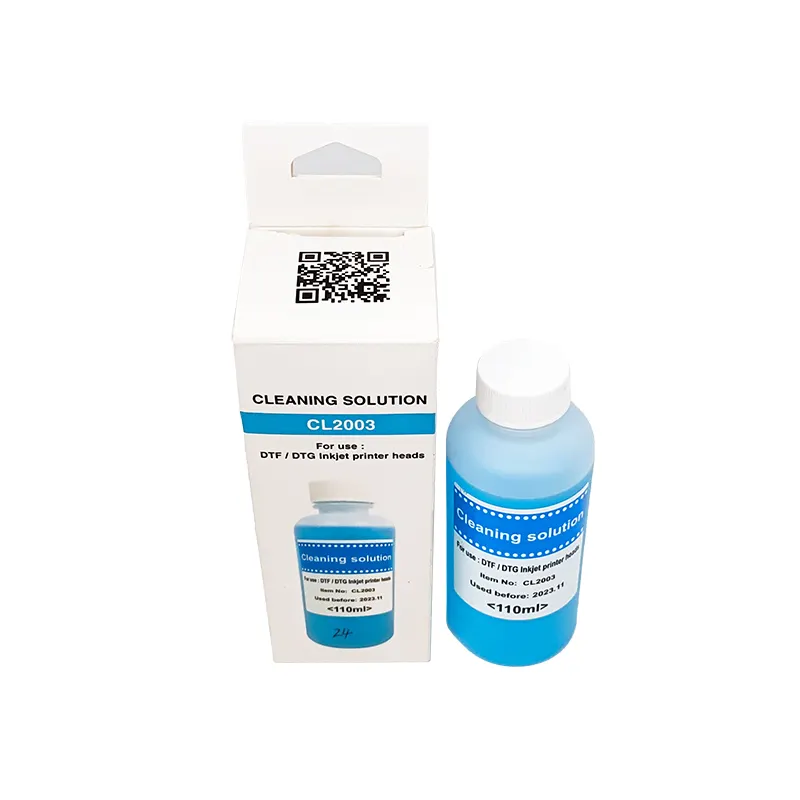 CLEANING SOLUTION
CL2003
For use :
DTF / DTG Inkjet printer heads
Cleaning solution
For use : DTF / DTG Inkjet printer heads
Item No: CL2003
Used before: 2023.11
<110ml>
24
Cleaning solution
For use : DTF / DTG Inkjet printer heads
Item No: CL2003
Used before: 2023.11
<110ml>